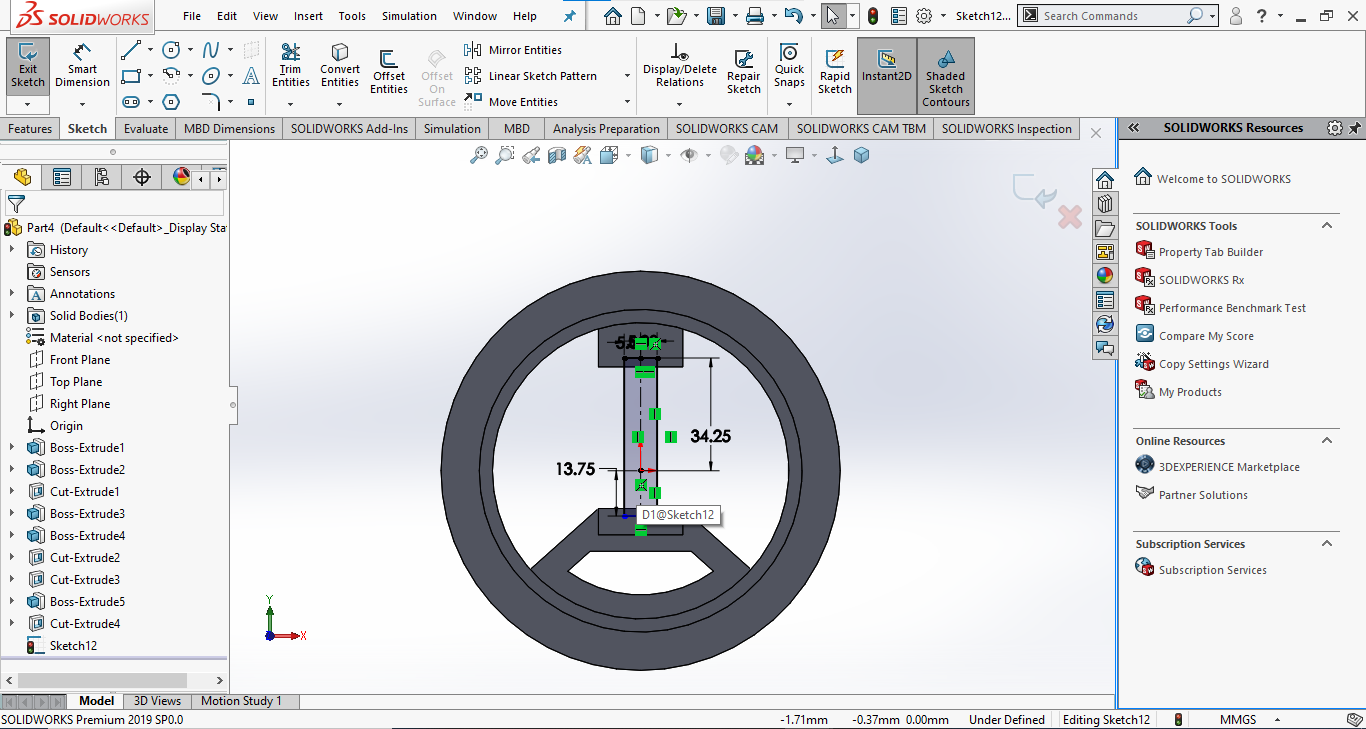 SOLIDWORKS File Edit View Insert Tools Simulation Window Help Sketch12... Search Commands ?
Exit Sketch
Smart Dimension
Trim Entities
Convert Entities
Offset Entities
Offset On Surface
Mirror Entities
Linear Sketch Pattern
Move Entities
Display/Delete Relations
Repair Sketch
Quick Snaps
Rapid Sketch
Instant2D
Shaded Sketch Contours
Features Sketch Evaluate MBD Dimensions SOLIDWORKS Add-Ins Simulation MBD Analysis Preparation SOLIDWORKS CAM SOLIDWORKS CAM TBM SOLIDWORKS Inspection
Part4 (Default<<Default>_Display Sta
History
Sensors
Annotations
Solid Bodies(1)
Material <not specified>
Front Plane
Top Plane
Right Plane
Origin
Boss-Extrude1
Boss-Extrude2
Cut-Extrude1
Boss-Extrude3
Boss-Extrude4
Cut-Extrude2
Cut-Extrude3
Boss-Extrude5
Cut-Extrude4
Sketch12
34.25
13.75
D1@Sketch12
Y
X
SOLIDWORKS Resources
Welcome to SOLIDWORKS
SOLIDWORKS Tools
Property Tab Builder
SOLIDWORKS Rx
Performance Benchmark Test
Compare My Score
Copy Settings Wizard
My Products
Online Resources
3DEXPERIENCE Marketplace
Partner Solutions
Subscription Services
Subscription Services
Model 3D Views Motion Study 1
SOLIDWORKS Premium 2019 SP0.0 -1.71mm -0.37mm 0.00mm Under Defined Editing Sketch12 MMGS